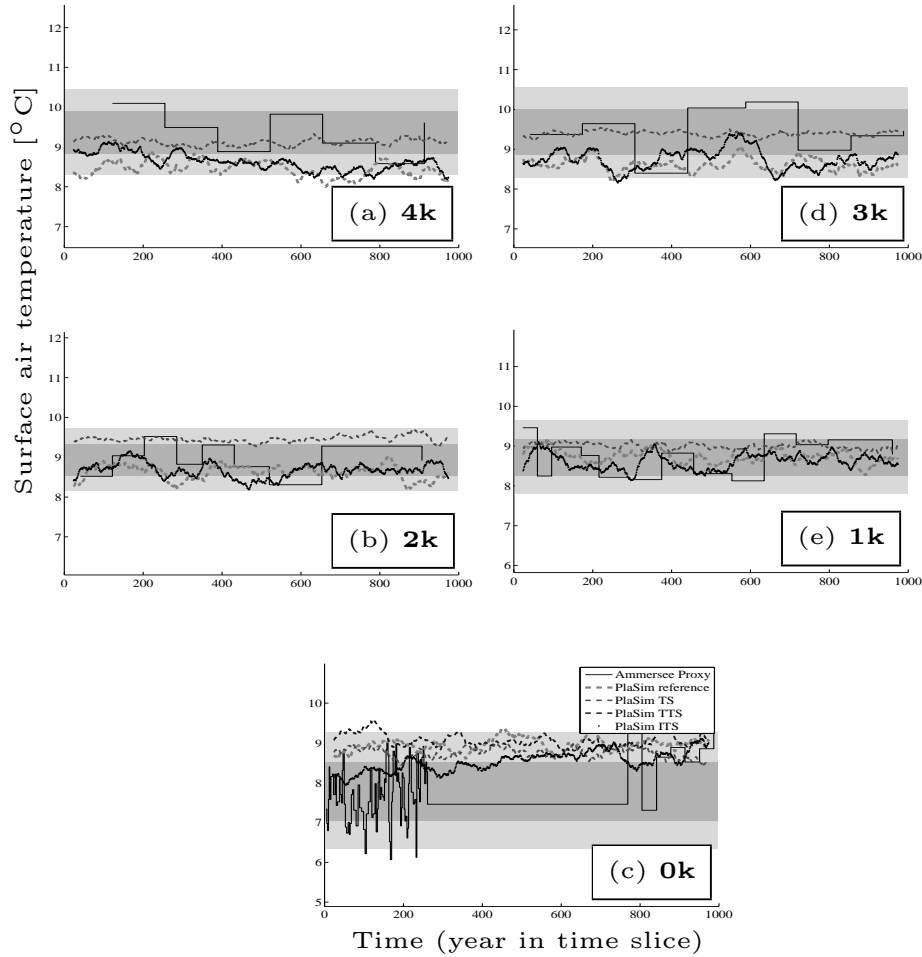 Surface air temperature [°C]
12
11
10
9
8
7
0 200 400 600 800 1000
(a) 4k
12
11
10
9
8
7
0 200 400 600 800 1000
(d) 3k
12
11
10
9
8
7
6
0 200 400 600 800 1000
(b) 2k
11
10
9
8
7
6
0 200 400 600 800 1000
(e) 1k
10
9
8
7
6
5
0 200 400 600 800 1000
Ammersee Proxy
PlaSim reference
PlaSim TS
PlaSim TTS
PlaSim ITS
(c) 0k
Time (year in time slice)